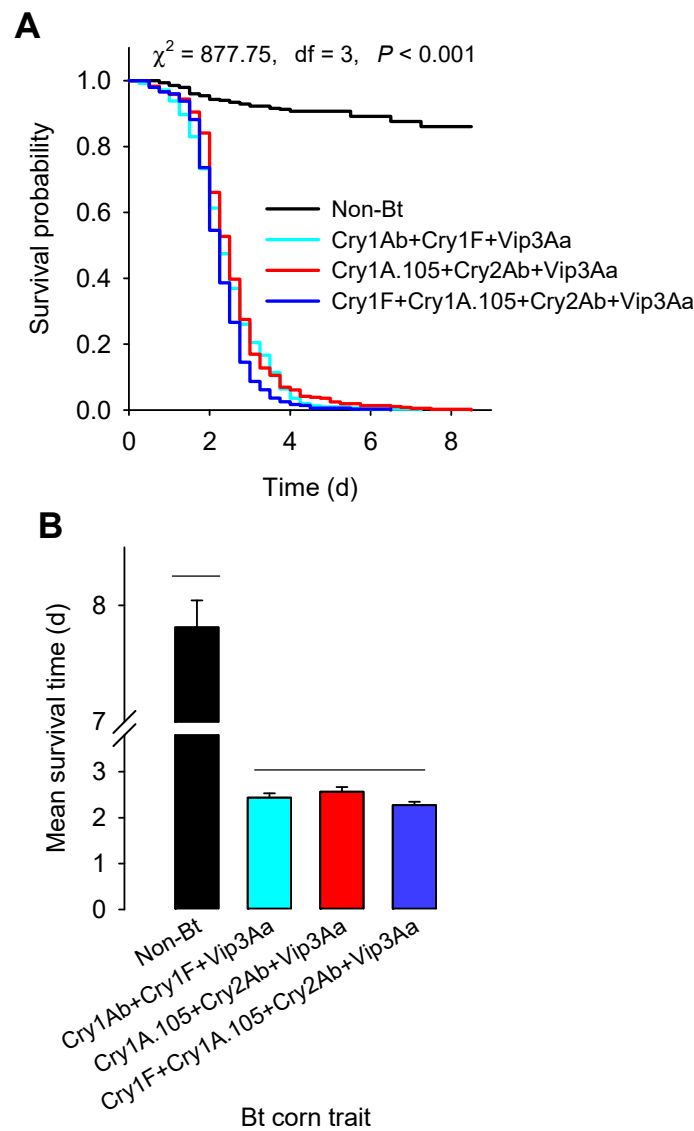 A
χ² = 877.75, df = 3, P < 0.001
1.0
0.8
0.6
0.4
0.2
0.0
Survival probability
Non-Bt
Cry1Ab+Cry1F+Vip3Aa
Cry1A.105+Cry2Ab+Vip3Aa
Cry1F+Cry1A.105+Cry2Ab+Vip3Aa
0 2 4 6 8
Time (d)
B
8
7
3
2
1
0
Mean survival time (d)
Non-Bt
Cry1Ab+Cry1F+Vip3Aa
Cry1A.105+Cry2Ab+Vip3Aa
Cry1F+Cry1A.105+Cry2Ab+Vip3Aa
Bt corn trait